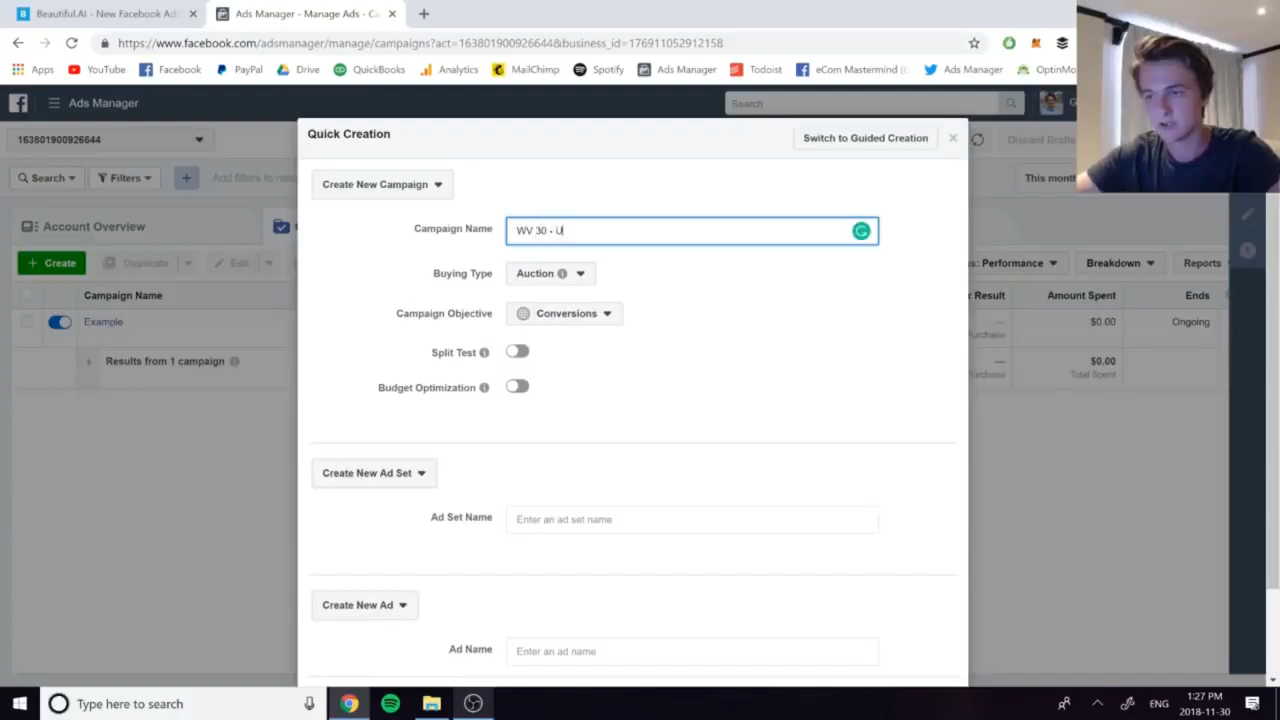 Beautiful.AI - New Facebook Ad
Ads Manager - Manage Ads - Ca
https://www.facebook.com/adsmanager/manage/campaigns?act=163801900926644&business_id=176911052912158
Apps YouTube Facebook PayPal Drive QuickBooks Analytics MailChimp Spotify Ads Manager Todoist eCom Mastermind ( Ads Manager OptinMo
Ads Manager
Search
163801900926644
Quick Creation
Switch to Guided Creation
Discard Drafts
Search Filters Add filters to
This month
Create New Campaign
Account Overview
Campaign Name WV 30 - U
Create Duplicate Edit
Buying Type Auction
Performance Breakdown Reports
Campaign Name
Result Amount Spent Ends
Campaign Objective Conversions
Example
$0.00 Ongoing
Purchase
Split Test
Results from 1 campaign
$0.00
Total Spent
Budget Optimization
Create New Ad Set
Ad Set Name Enter an ad set name
Create New Ad
Ad Name Enter an ad name
Type here to search
ENG
1:27 PM
2018-11-30